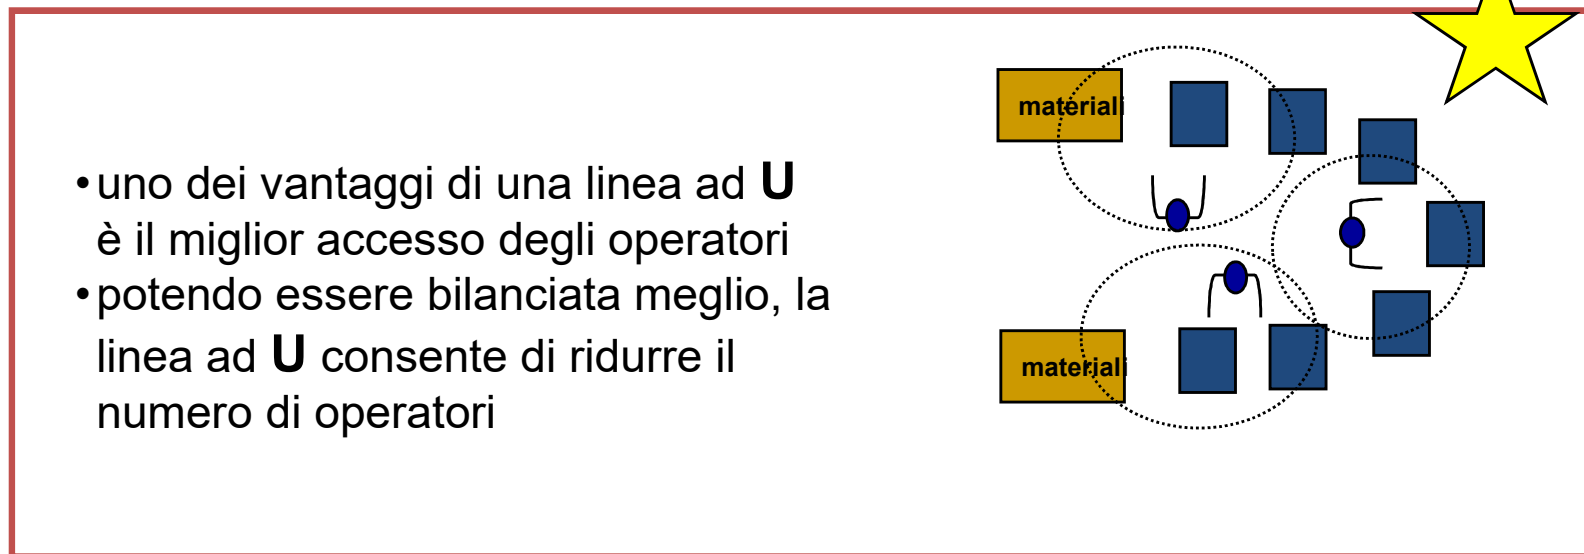 •uno dei vantaggi di una linea ad U
è il miglior accesso degli operatori
•potendo essere bilanciata meglio, la
linea ad U consente di ridurre il
numero di operatori
materiali
materiali